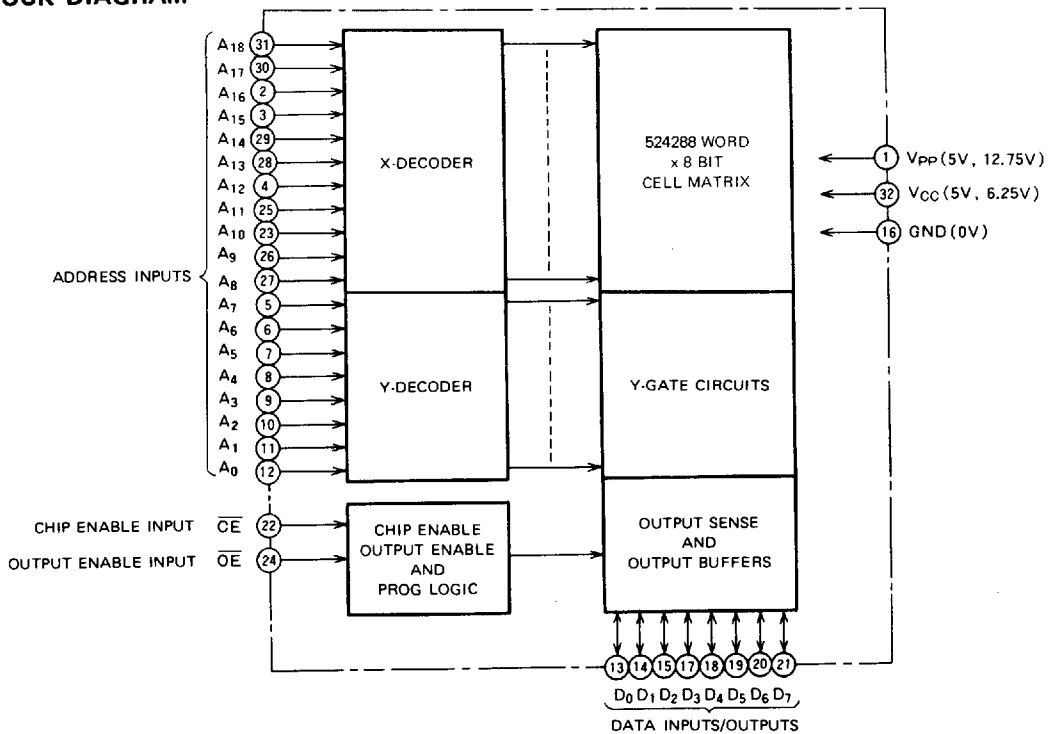 OCK DIAGRAM
A18 31
A17 30
A16 2
A15 3
A14 29
A13 28
A12 4
A11 25
A10 23
A9 26
A8 27
A7 5
A6 6
A5 7
A4 8
A3 9
A2 10
A1 11
A0 12
ADDRESS INPUTS
X-DECODER
Y-DECODER
524288 WORD
x 8 BIT
CELL MATRIX
Y-GATE CIRCUITS
1 VPP (5V, 12.75V)
32 VCC (5V, 6.25V)
16 GND (0V)
CHIP ENABLE INPUT C̅E̅ 22
OUTPUT ENABLE INPUT O̅E̅ 24
CHIP ENABLE
OUTPUT ENABLE
AND
PROG LOGIC
OUTPUT SENSE
AND
OUTPUT BUFFERS
13 14 15 17 18 19 20 21
D0 D1 D2 D3 D4 D5 D6 D7
DATA INPUTS/OUTPUTS